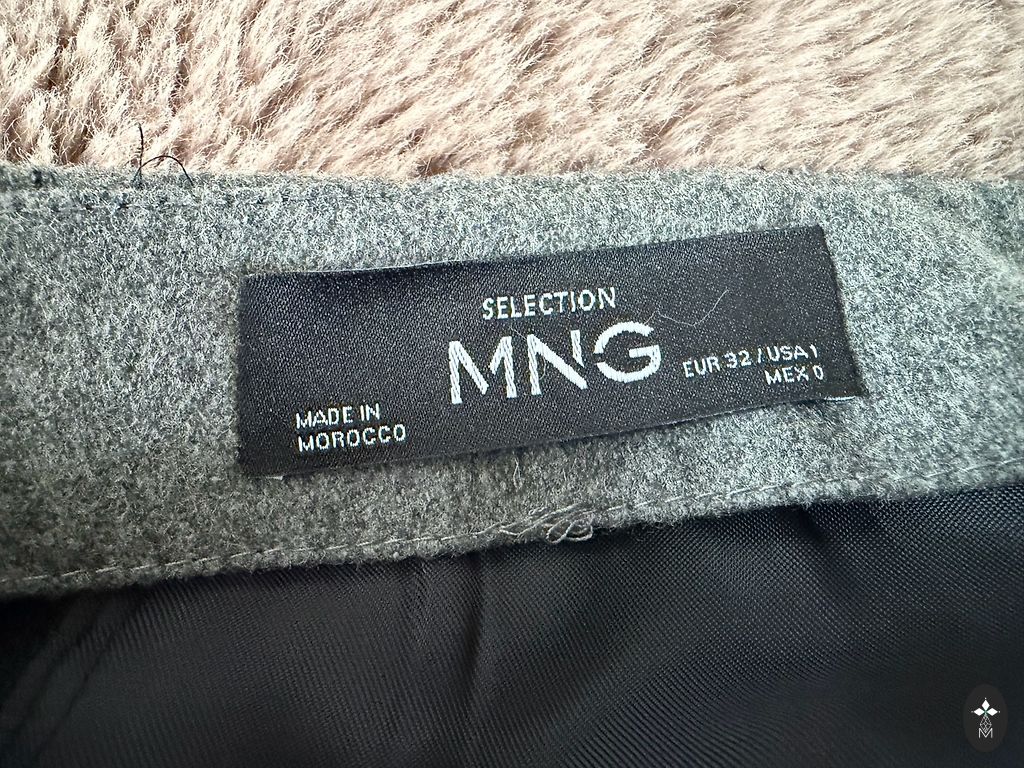 SELECTION
MNG
EUR 32 / USA 1
MEX 0
MADE IN
MOROCCO
M